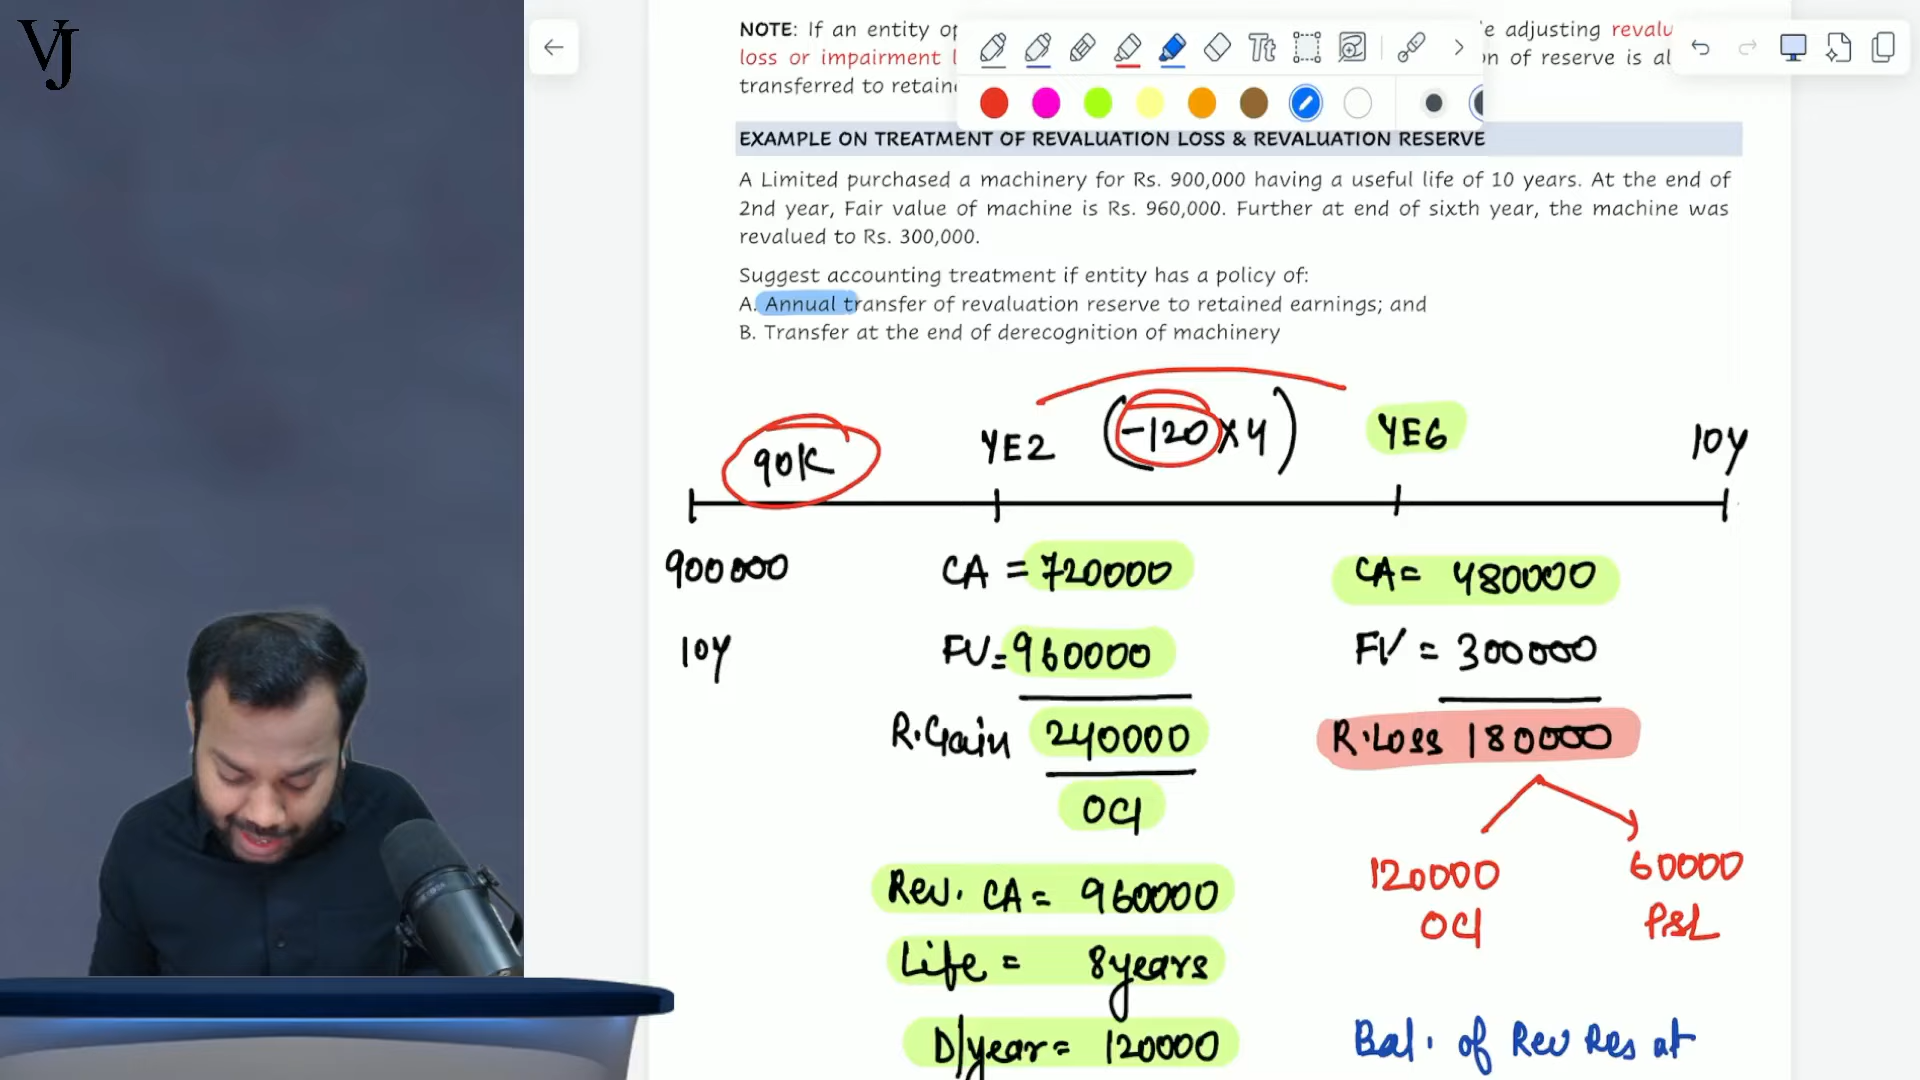 VJ
NOTE: If an entity op e adjusting revalu
loss or impairment l n of reserve is al
transferred to retaine
Tt
EXAMPLE ON TREATMENT OF REVALUATION LOSS & REVALUATION RESERVE
A Limited purchased a machinery for Rs. 900,000 having a useful life of 10 years. At the end of
2nd year, Fair value of machine is Rs. 960,000. Further at end of sixth year, the machine was
revalued to Rs. 300,000.
Suggest accounting treatment if entity has a policy of:
A. Annual transfer of revaluation reserve to retained earnings; and
B. Transfer at the end of derecognition of machinery
90K YE2 (-120 x 4) YE6 10y
900000 CA = 720000 CA = 480000
10y FV = 960000 FV = 300000
R.Gain 240000 R.Loss 180000
OCI
120000 60000
Rev. CA = 960000
OCI P&L
Life = 8years
D/year = 120000 Bal. of Rev Res at